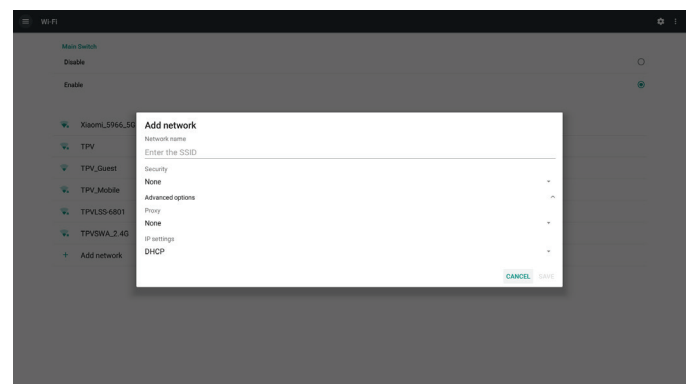 Wi-Fi
Main Switch
Disable
Enable
Xiaomi_5966_5G
TPV
TPV_Guest
TPV_Mobile
TPVLSS-6801
TPVSWA_2.4G
Add network
Add network
Network name
Enter the SSID
Security
None
Advanced options
Proxy
None
IP settings
DHCP
CANCEL SAVE